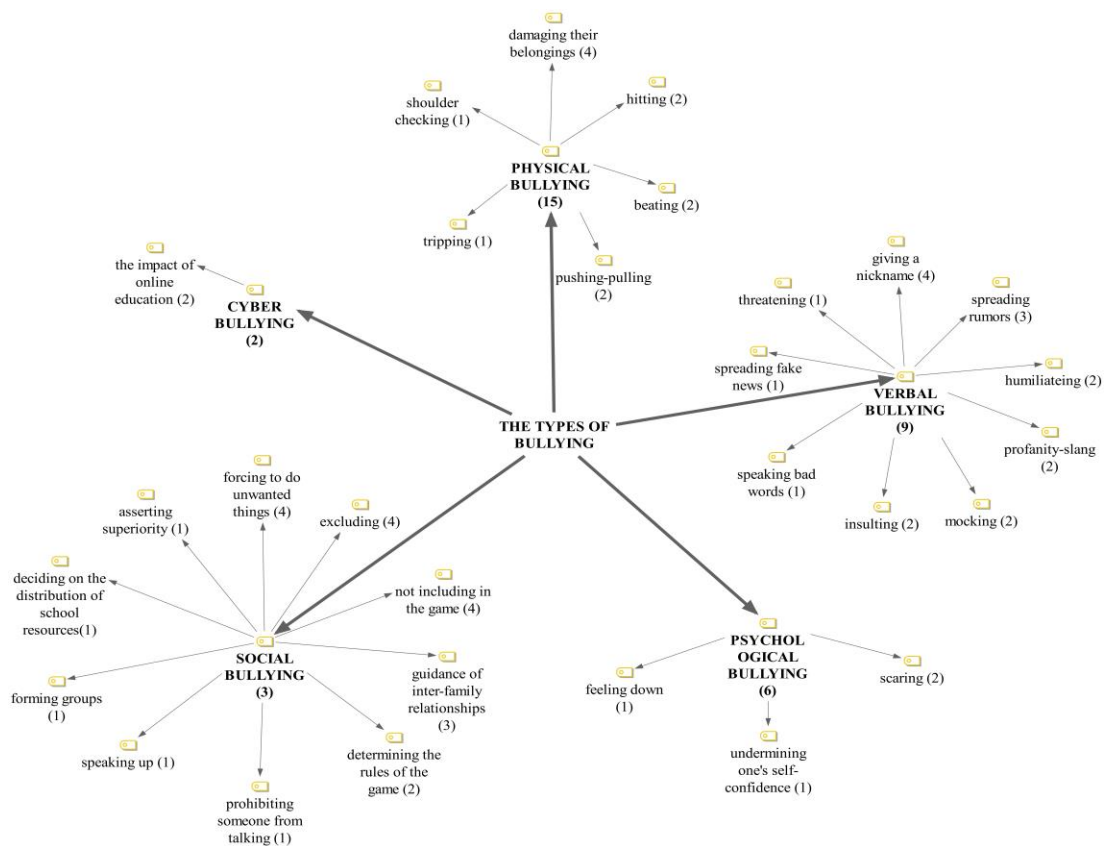 damaging their
belongings (4)
shoulder
checking (1)
hitting (2)
PHYSICAL
BULLYING
(15)
beating (2)
tripping (1)
pushing-pulling
(2)
the impact of
online
education (2)
CYBER
BULLYING
(2)
giving a
nickname (4)
threatening (1)
spreading
rumors (3)
spreading fake
news (1)
humiliateing (2)
VERBAL
BULLYING
(9)
profanity-slang
(2)
speaking bad
words (1)
insulting (2)
mocking (2)
THE TYPES OF
BULLYING
forcing to do
unwanted
things (4)
asserting
superiority (1)
excluding (4)
deciding on the
distribution of
school
resources(1)
not including in
the game (4)
SOCIAL
BULLYING
(3)
guidance of
inter-family
relationships
(3)
forming groups
(1)
speaking up (1)
determining the
rules of the
game (2)
prohibiting
someone from
talking (1)
PSYCHOL
OGICAL
BULLYING
(6)
feeling down
(1)
scaring (2)
undermining
one's self-
confidence (1)